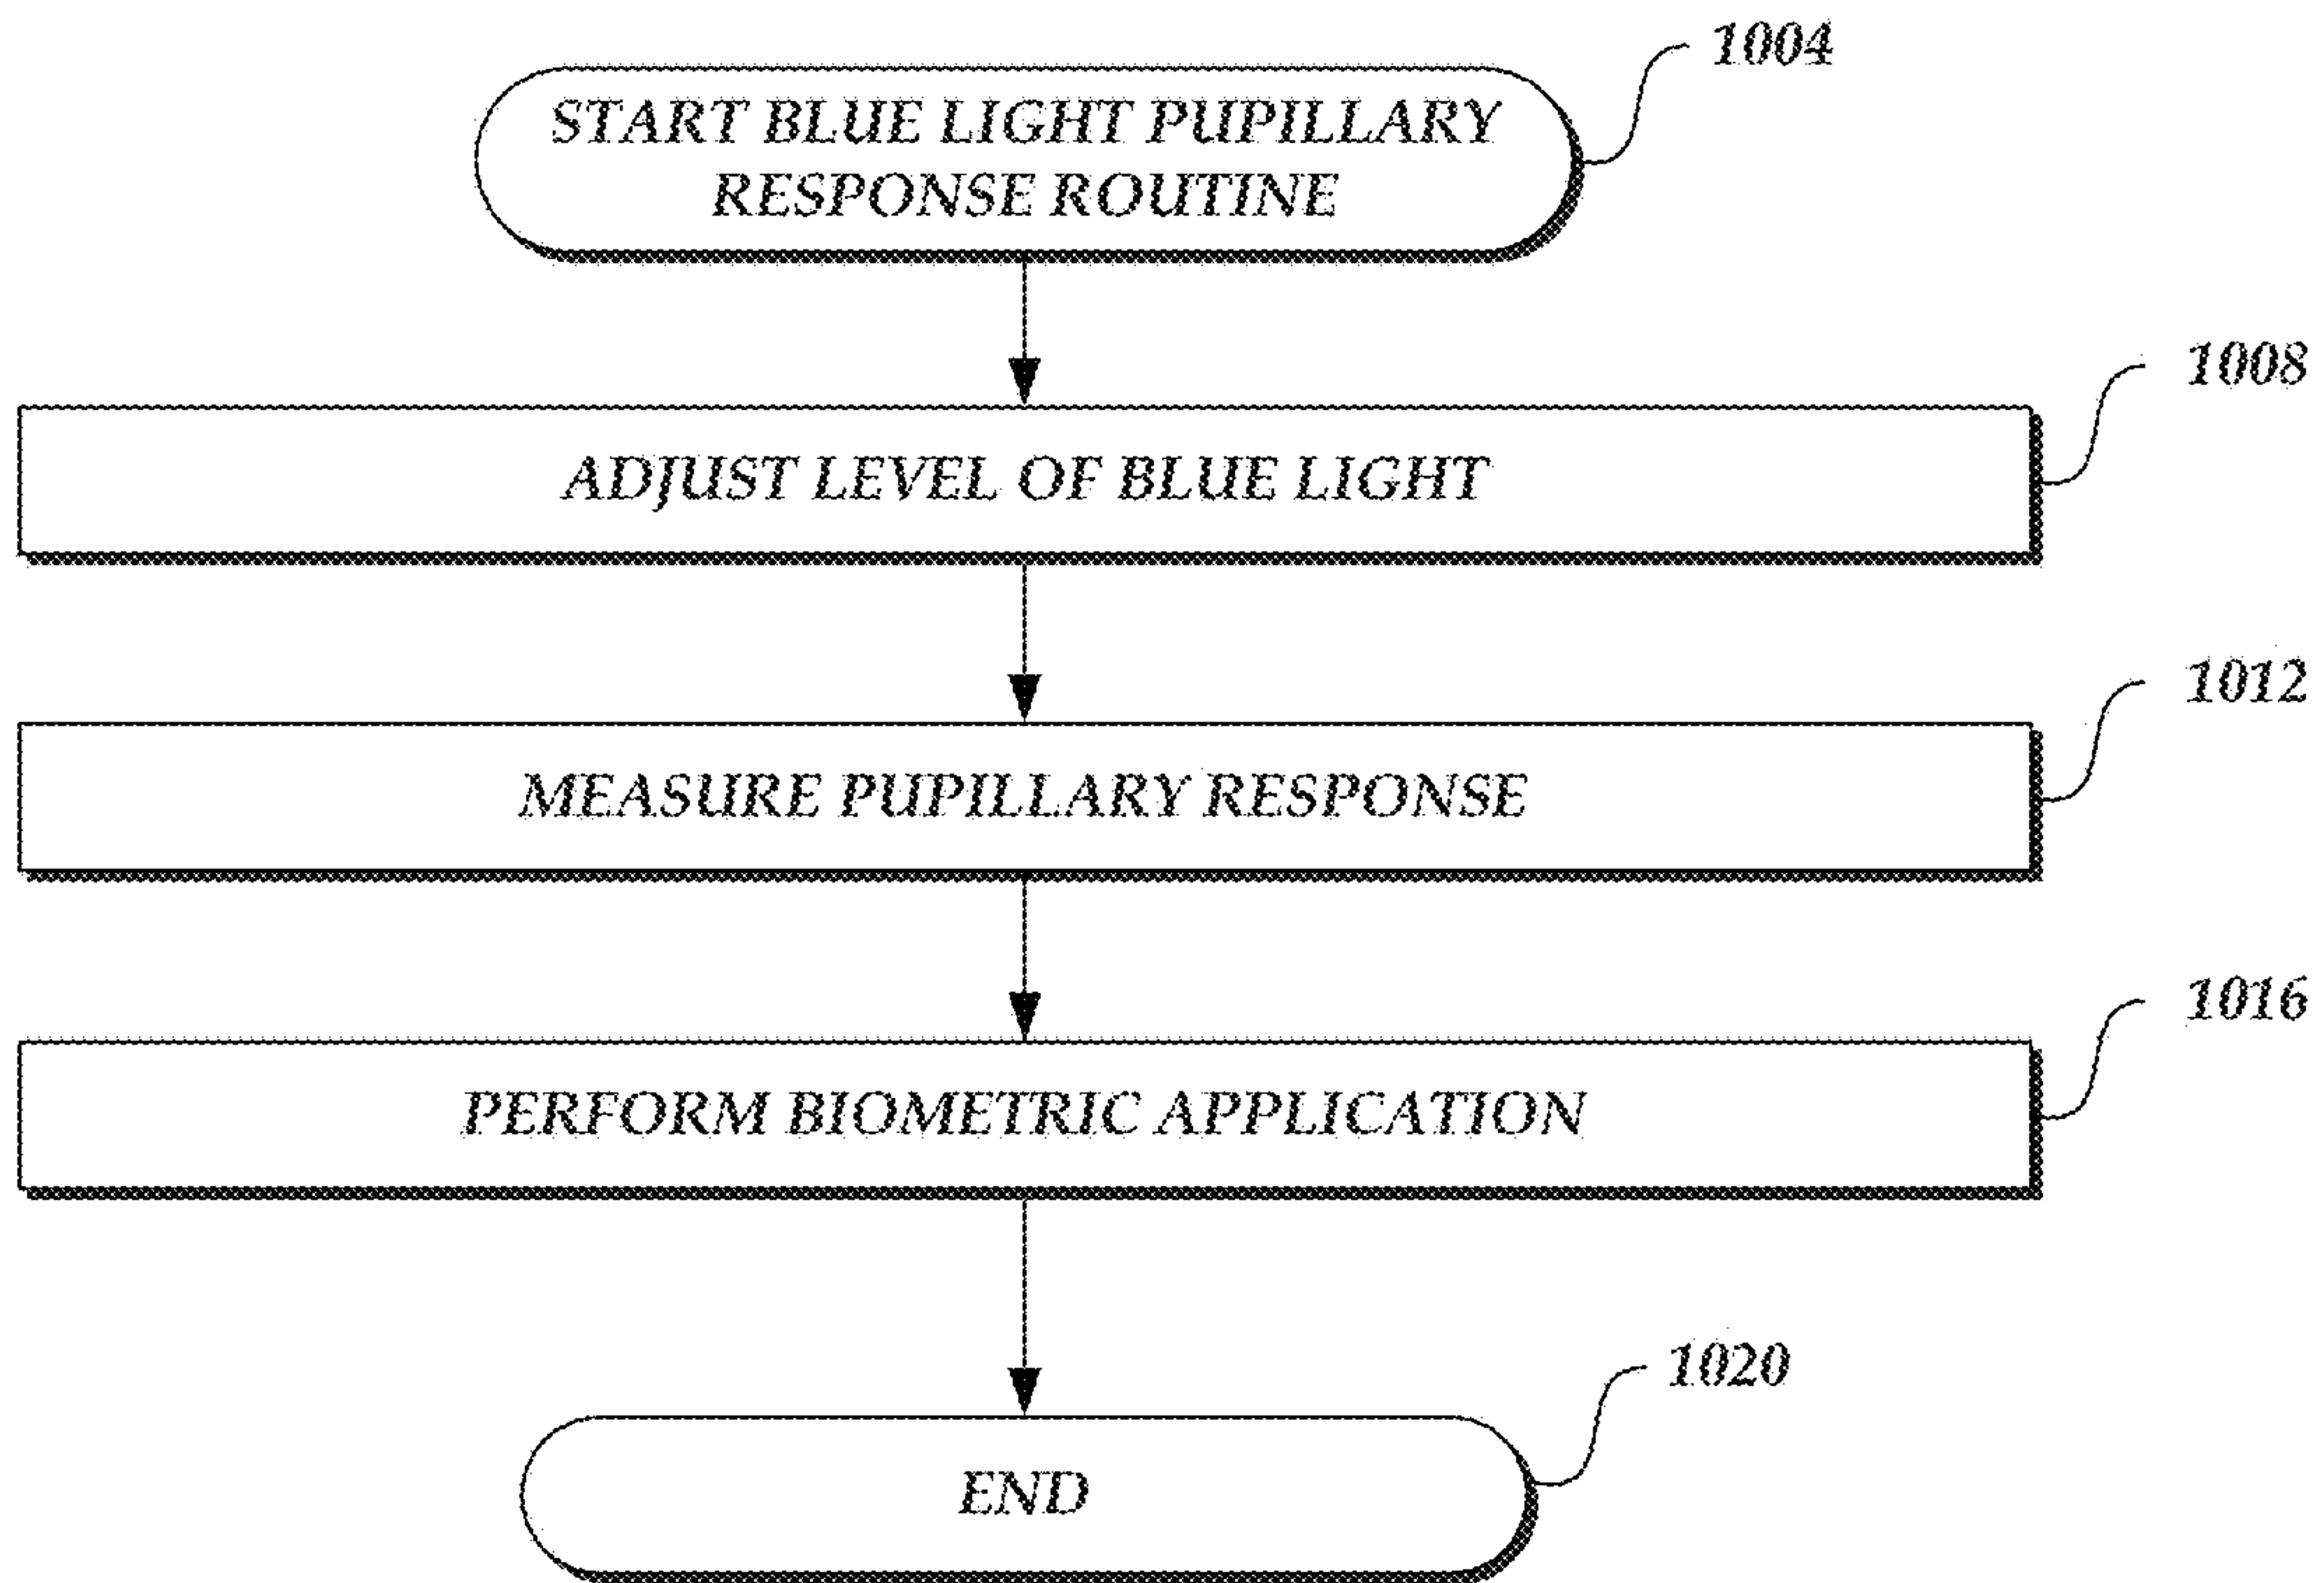 1004
START BLUE LIGHT PUPILLARY
RESPONSE ROUTINE
1008
ADJUST LEVEL OF BLUE LIGHT
1012
MEASURE PUPILLARY RESPONSE
1016
PERFORM BIOMETRIC APPLICATION
1020
END